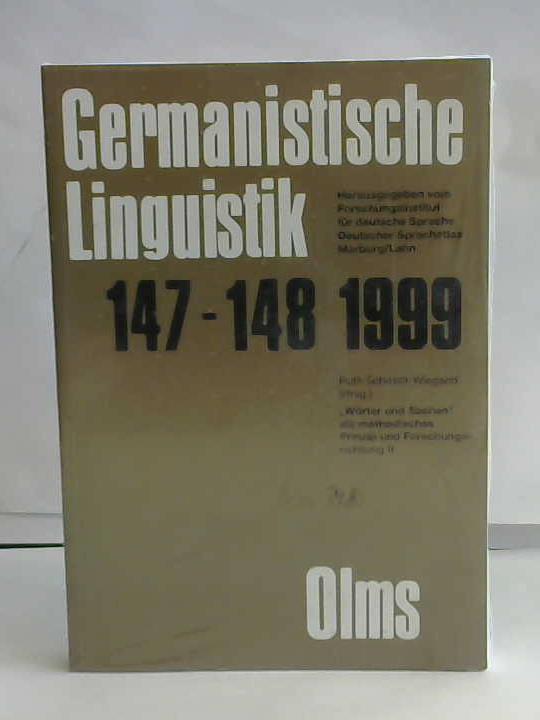 Germanistische
Linguistik
Herausgegeben vom
Forschungsinstitut
für deutsche Sprache
Deutscher Sprachatlas
Marburg/Lahn
147-148 1999
Ruth Schmidt-Wiegand
(Hrsg.)
„Wörter und Sachen“
als methodisches
Prinzip und Forschungs-
richtung II
Olms